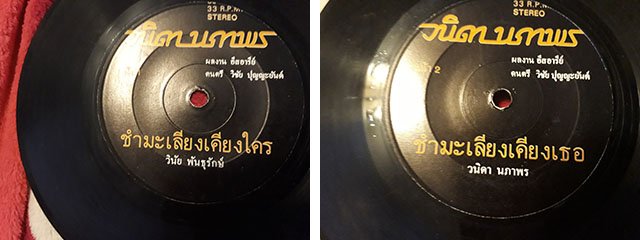 33 R.P.M.
STEREO
วนิดา นภาพร
ผลงาน อีสอารีย์
ดนตรี วิชัย ปุญญะยันต์
ชำมะเลียงเคียงใคร
วินัย พันธุรักษ์
33 R.P.M.
STEREO
วนิดา นภาพร
ผลงาน อีสอารีย์
ดนตรี วิชัย ปุญญะยันต์
2
ชำมะเลียงเคียงเธอ
วนิดา นภาพร